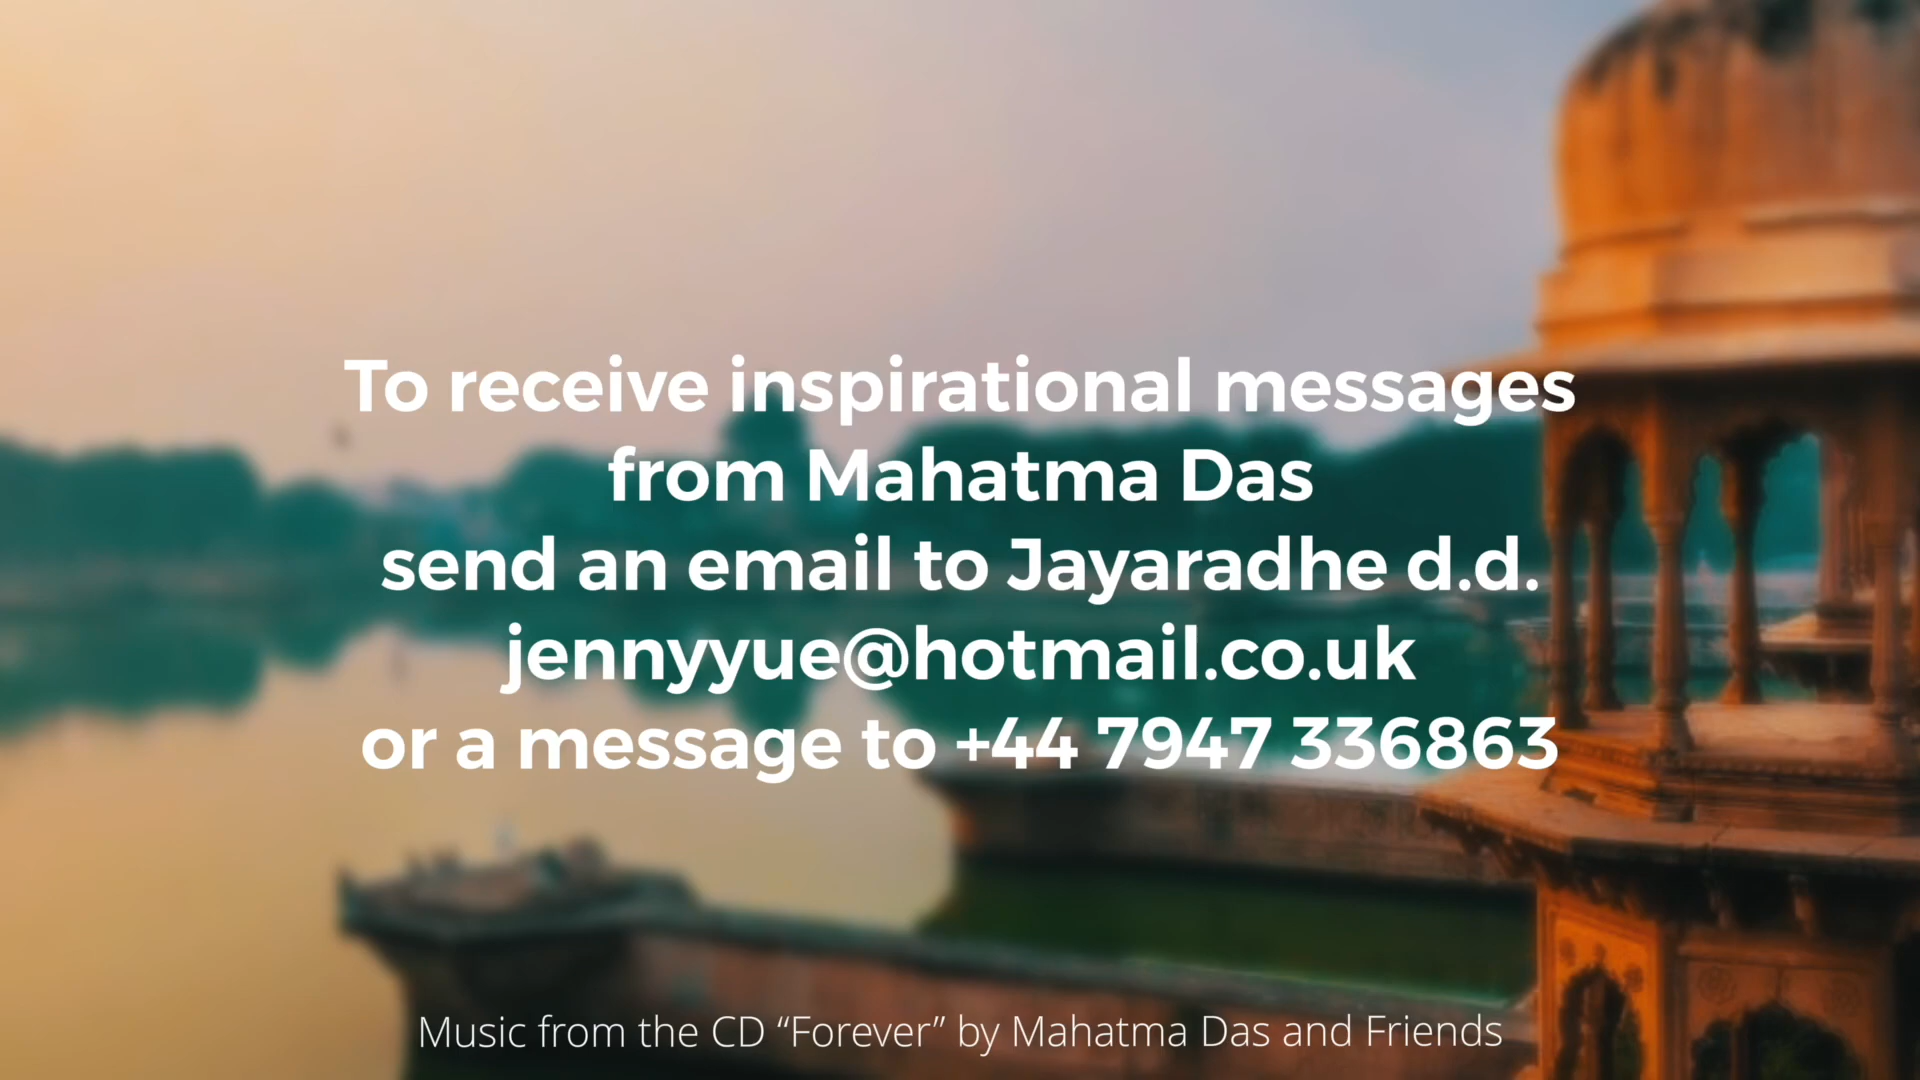 To receive inspirational messages
from Mahatma Das
send an email to Jayaradhe d.d.
jennyyue@hotmail.co.uk
or a message to +44 7947 336863
Music from the CD “Forever” by Mahatma Das and Friends